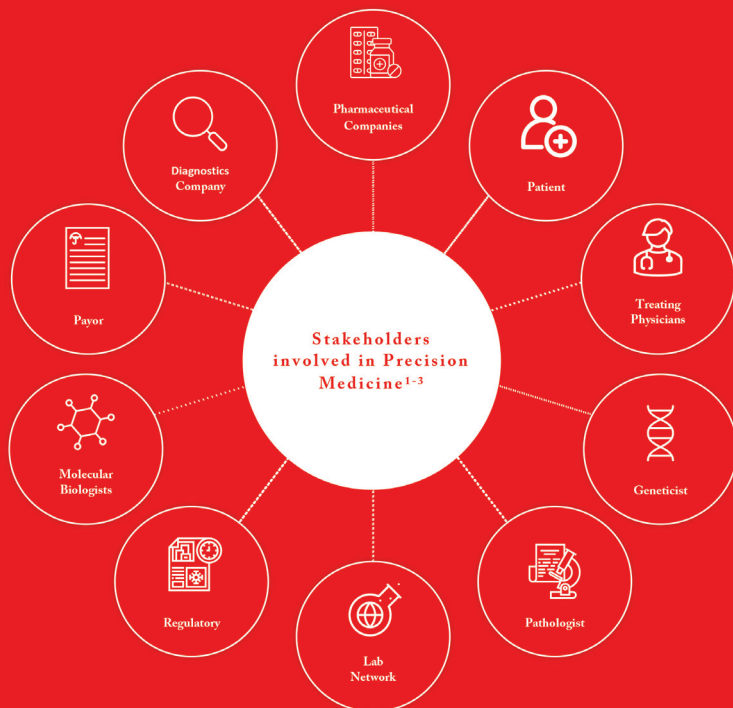 Pharmaceutical
Companies
Patient
Treating
Physicians
Geneticist
Pathologist
Lab
Network
Regulatory
Molecular
Biologists
Payor
Diagnostics
Company
Stakeholders
involved in Precision
Medicine¹⁻³